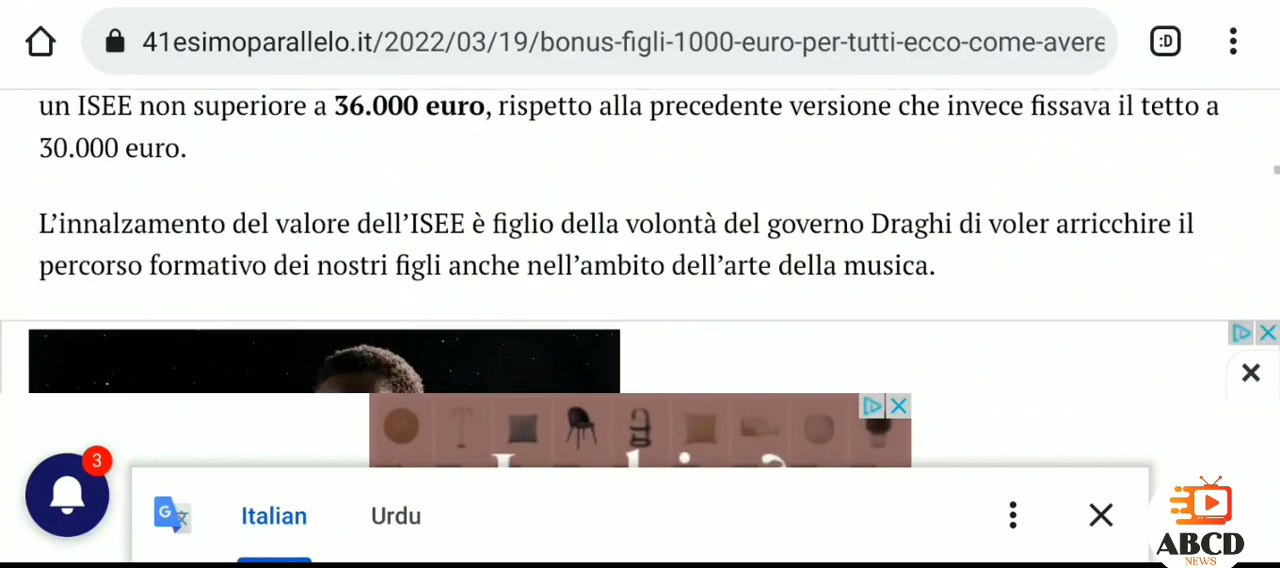 41esimoparallelo.it/2022/03/19/bonus-figli-1000-euro-per-tutti-ecco-come-avere
:D
un ISEE non superiore a 36.000 euro, rispetto alla precedente versione che invece fissava il tetto a
30.000 euro.
L’innalzamento del valore dell’ISEE è figlio della volontà del governo Draghi di voler arricchire il
percorso formativo dei nostri figli anche nell’ambito dell’arte della musica.
3
G
Italian
Urdu
ABCD
NEWS